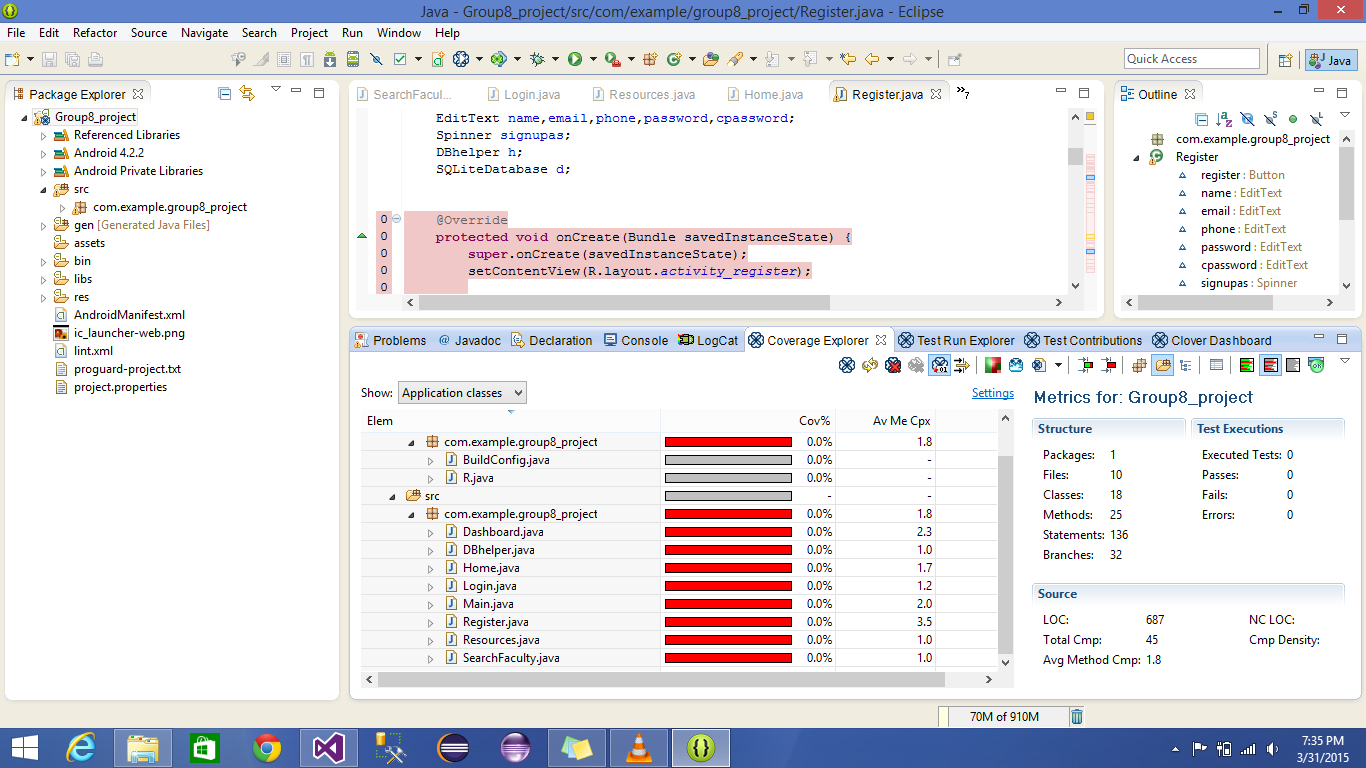 Java - Group8_project/src/com/example/group8_project/Register.java - Eclipse
File Edit Refactor Source Navigate Search Project Run Window Help
Quick Access
Java
Package Explorer
Group8_project
Referenced Libraries
Android 4.2.2
Android Private Libraries
src
com.example.group8_project
gen [Generated Java Files]
assets
bin
libs
res
AndroidManifest.xml
ic_launcher-web.png
lint.xml
proguard-project.txt
project.properties
SearchFacul... Login.java Resources.java Home.java Register.java »7
EditText name,email,phone,password,cpassword;
Spinner signupas;
DBhelper h;
SQLiteDatabase d;
0 @Override
0 protected void onCreate(Bundle savedInstanceState) {
0 super.onCreate(savedInstanceState);
0 setContentView(R.layout.activity_register);
0
Outline
com.example.group8_project
Register
register : Button
name : EditText
email : EditText
phone : EditText
password : EditText
cpassword : EditText
signupas : Spinner
Problems @ Javadoc Declaration Console LogCat Coverage Explorer Test Run Explorer Test Contributions Clover Dashboard
Show: Application classes Settings
Elem Cov% Av Me Cpx
com.example.group8_project 0.0% 1.8
BuildConfig.java 0.0% -
R.java 0.0% -
src - -
com.example.group8_project 0.0% 1.8
Dashboard.java 0.0% 2.3
DBhelper.java 0.0% 1.0
Home.java 0.0% 1.7
Login.java 0.0% 1.2
Main.java 0.0% 2.0
Register.java 0.0% 3.5
Resources.java 0.0% 1.0
SearchFaculty.java 0.0% 1.0
Metrics for: Group8_project
Structure
Packages: 1
Files: 10
Classes: 18
Methods: 25
Statements: 136
Branches: 32
Test Executions
Executed Tests: 0
Passes: 0
Fails: 0
Errors: 0
Source
LOC: 687 NC LOC:
Total Cmp: 45 Cmp Density:
Avg Method Cmp: 1.8
70M of 910M
7:35 PM
3/31/2015